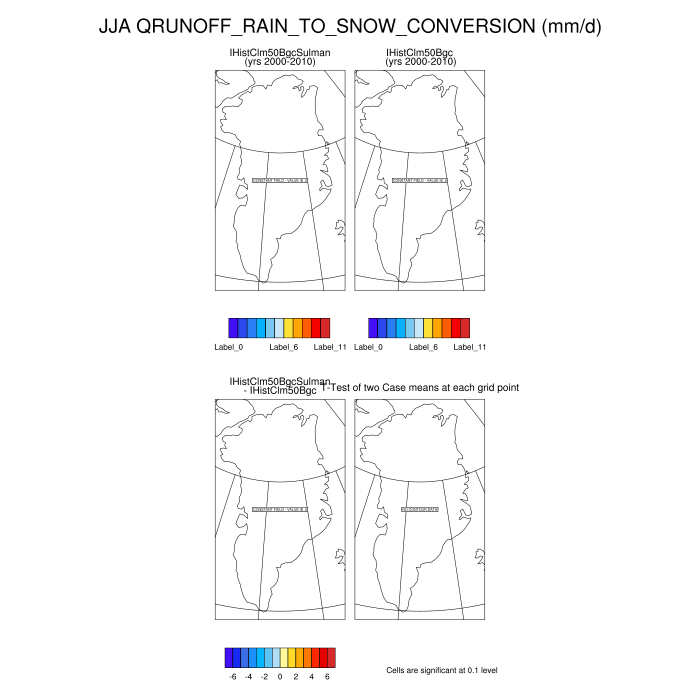 JJA QRUNOFF_RAIN_TO_SNOW_CONVERSION (mm/d)
IHistClm50BgcSulman
(yrs 2000-2010)
IHistClm50Bgc
(yrs 2000-2010)
CONSTANT FIELD - VALUE IS 0
CONSTANT FIELD - VALUE IS 0
Label_0 Label_6 Label_11
Label_0 Label_6 Label_11
IHistClm50BgcSulman
- IHistClm50Bgc
T-Test of two Case means at each grid point
CONSTANT FIELD - VALUE IS 0
NO CONTOUR DATA
-6 -4 -2 0 2 4 6
Cells are significant at 0.1 level